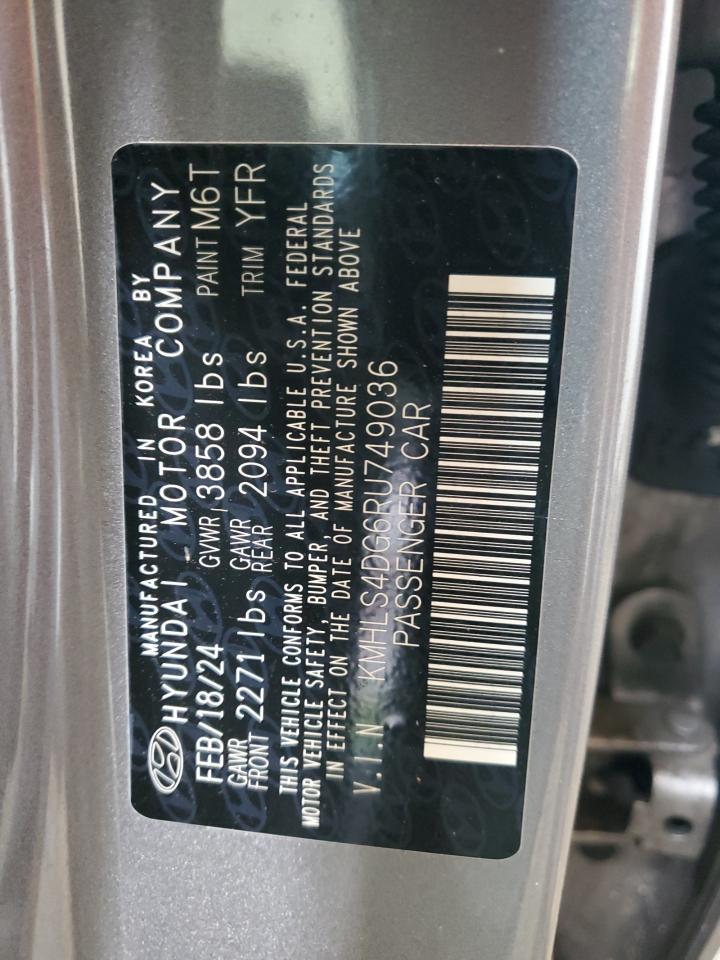 MANUFACTURED IN KOREA BY
HYUNDAI MOTOR COMPANY
FEB/18/24 GVWR 3858 lbs PAINT M6T
GAWR FRONT 2271 lbs GAWR REAR 2094 lbs TRIM YFR
THIS VEHICLE CONFORMS TO ALL APPLICABLE U.S.A. FEDERAL
MOTOR VEHICLE SAFETY, BUMPER, AND THEFT PREVENTION STANDARDS
IN EFFECT ON THE DATE OF MANUFACTURE SHOWN ABOVE
V.I.N KMHLS4DG6RU749036
PASSENGER CAR